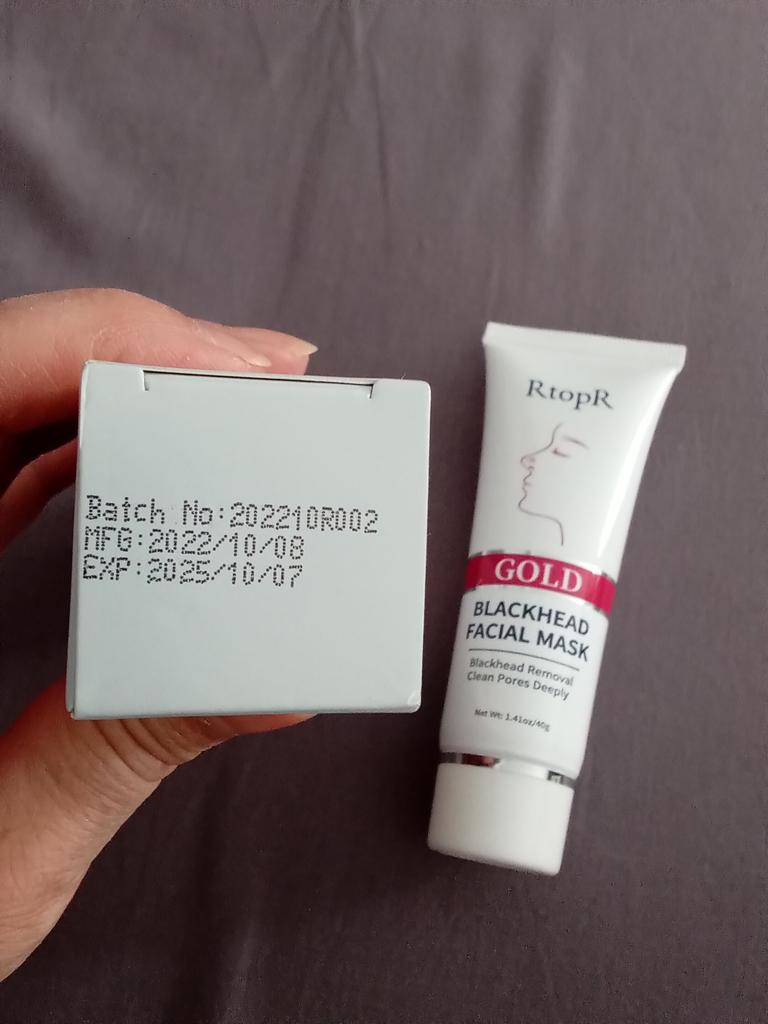 Batch No:202210R002
MFG:2022/10/08
EXP:2025/10/07
RtopR
GOLD
BLACKHEAD
FACIAL MASK
Blackhead Removal
Clean Pores Deeply
Net Wt: 1.41oz/40g